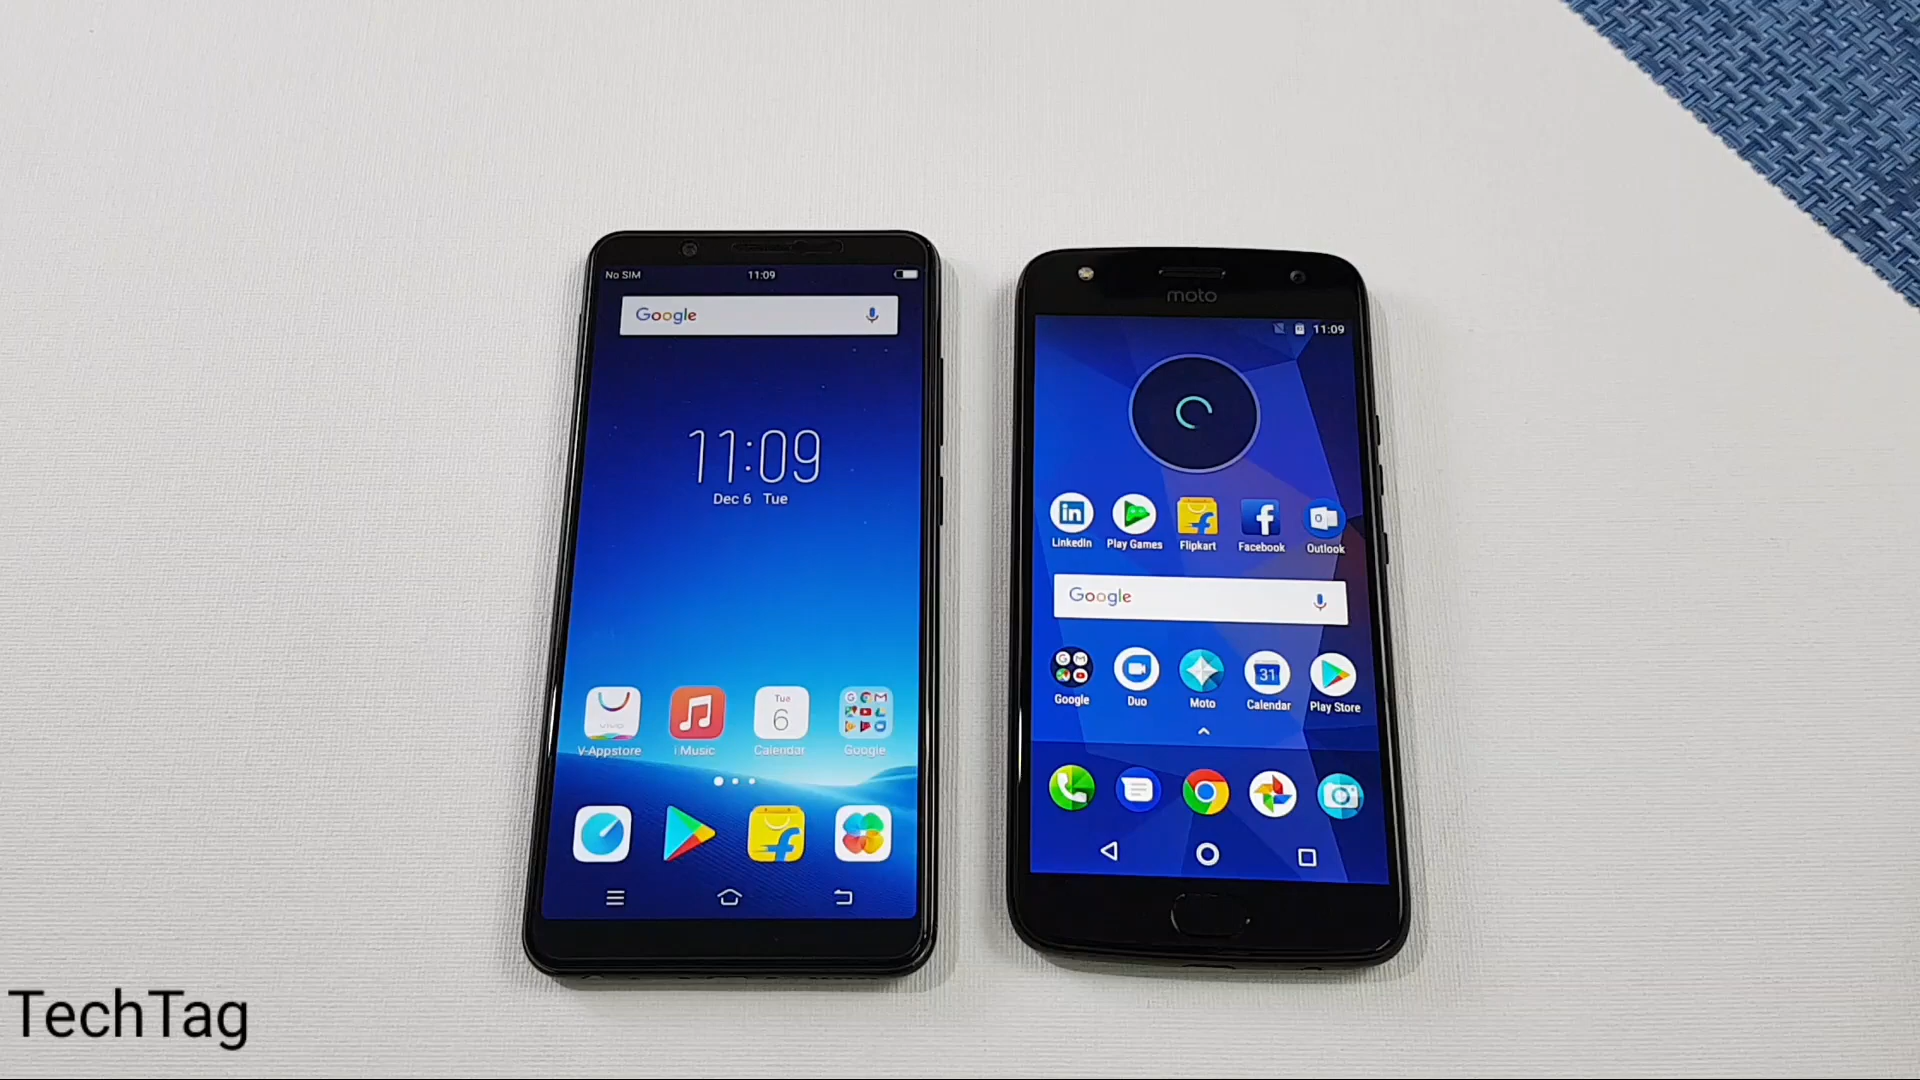 No SIM 11:09
Google
11:09
Dec 6 Tue
vivo
Tue
6
V-Appstore i Music Calendar Google
moto
11:09
LinkedIn Play Games Flipkart Facebook Outlook
Google
31
Google Duo Moto Calendar Play Store
TechTag